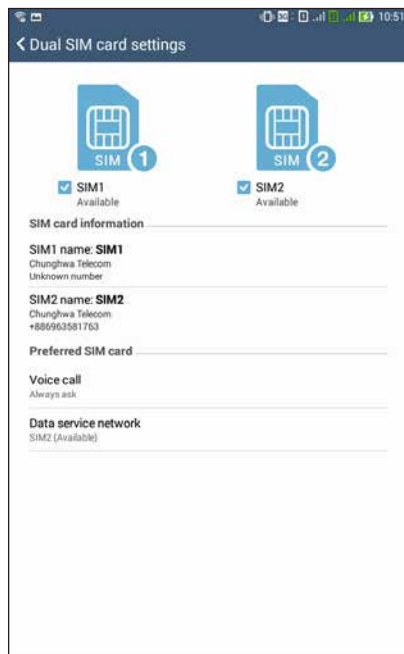 10:51
Dual SIM card settings
SIM 1
SIM 2
SIM1
Available
SIM2
Available
SIM card information
SIM1 name: SIM1
Chunghwa Telecom
Unknown number
SIM2 name: SIM2
Chunghwa Telecom
+886963581763
Preferred SIM card
Voice call
Always ask
Data service network
SIM2 (Available)